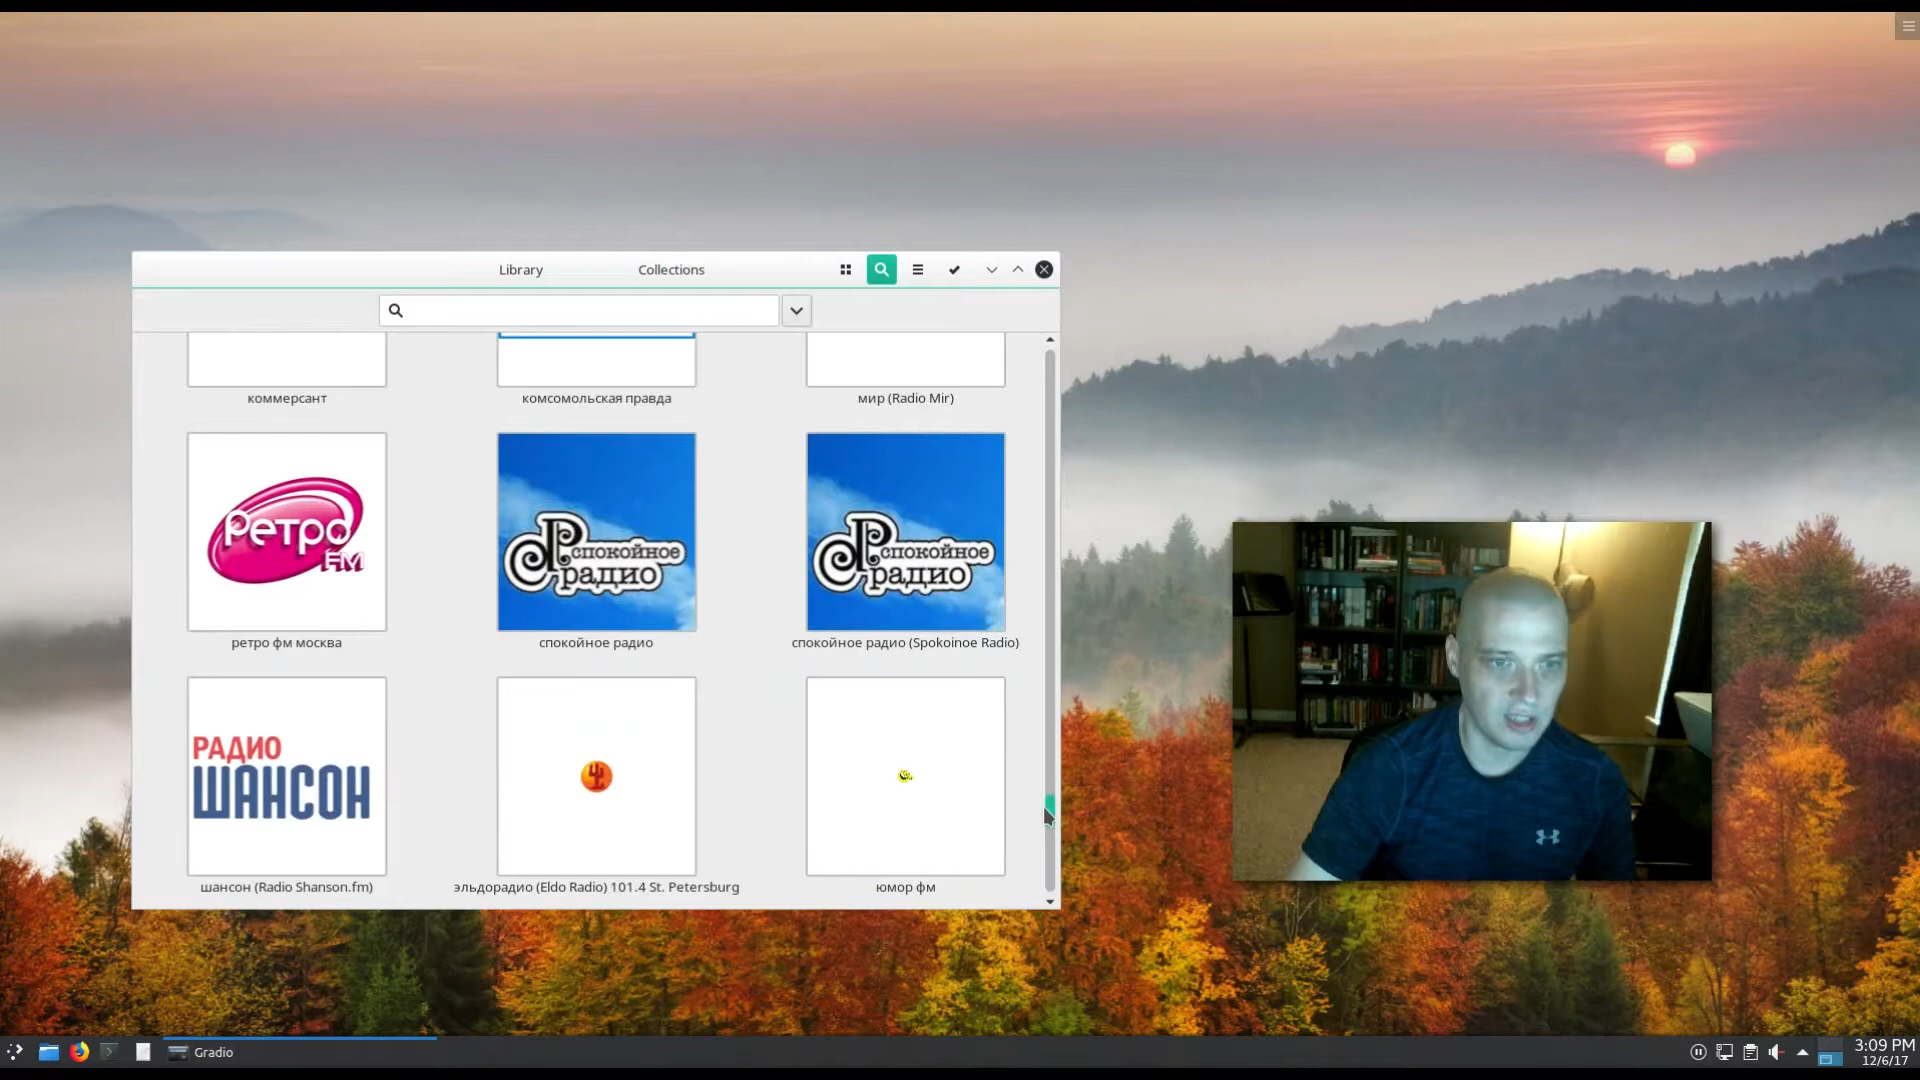 Library
Collections
коммерсант
комсомольская правда
мир (Radio Mir)
Ретро
FM
спокойное
радио
спокойное
радио
ретро фм москва
спокойное радио
спокойное радио (Spokoinoe Radio)
РАДИО
ШАНСОН
шансон (Radio Shanson.fm)
эльдорадио (Eldo Radio) 101.4 St. Petersburg
юмор фм
Gradio
3:09 PM
12/6/17